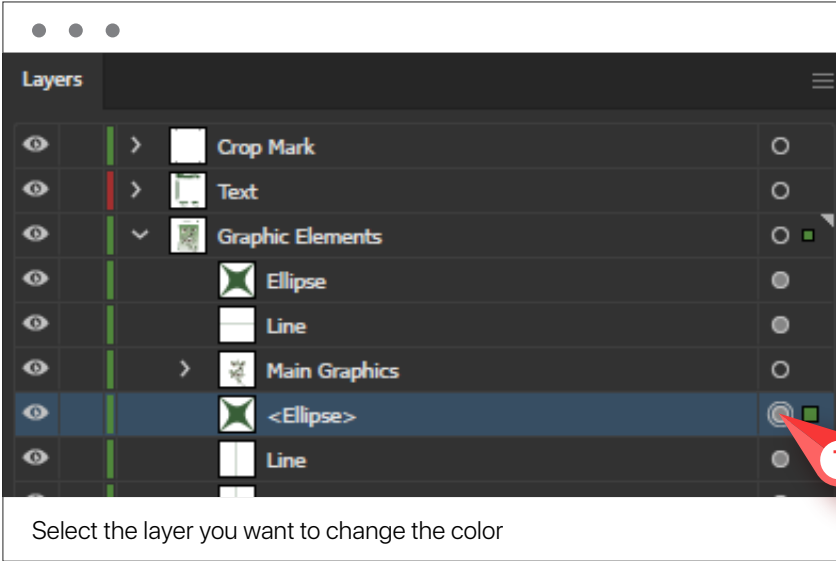 Layers
Crop Mark
Text
Graphic Elements
Ellipse
Line
Main Graphics
<Ellipse>
Line
Select the layer you want to change the color